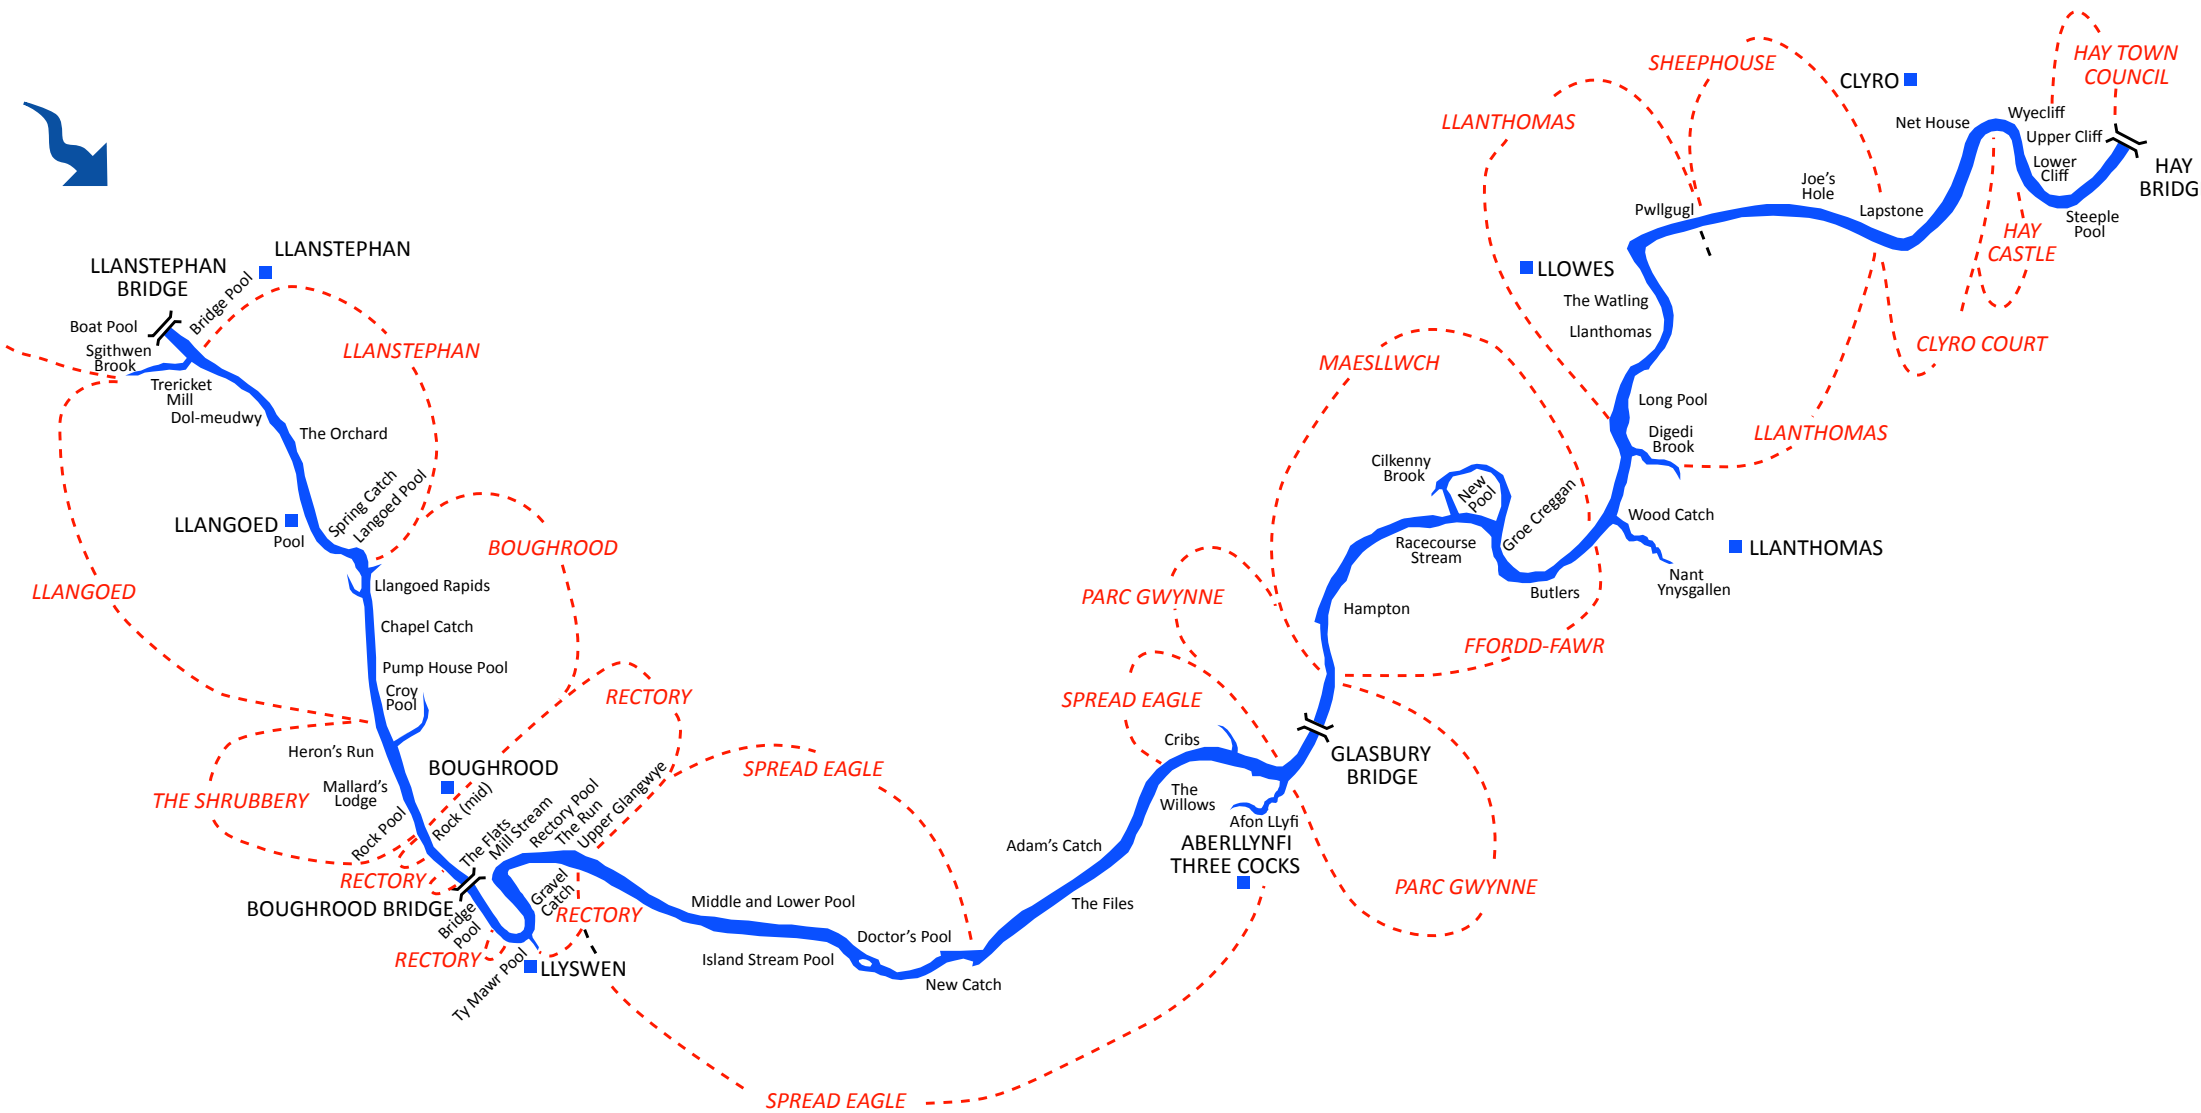 HAY TOWN
COUNCIL
SHEEPHOUSE
CLYRO
LLANTHOMAS
Net House
Wyecliff
Upper Cliff
Lower
Cliff
HAY
BRIDG
Joe's
Hole
Pwllgugl
Lapstone
Steeple
Pool
HAY
CASTLE
LLOWES
The Watling
Llanthomas
CLYRO COURT
LLANSTEPHAN
LLANSTEPHAN
BRIDGE
Bridge Pool
Boat Pool
Sgithwen
Brook
Trericket
Mill
Dol-meudwy
LLANSTEPHAN
The Orchard
MAESLLWCH
Long Pool
Digedi
Brook
LLANTHOMAS
Cilkenny
Brook
New
Pool
Groe Creggan
Racecourse
Stream
Wood Catch
LLANTHOMAS
Nant
Ynysgallen
Butlers
Spring Catch
Langoed Pool
LLANGOED
Pool
BOUGHROOD
LLANGOED
Llangoed Rapids
Chapel Catch
Pump House Pool
Croy
Pool
PARC GWYNNE
Hampton
FFORDD-FAWR
RECTORY
SPREAD EAGLE
Heron's Run
BOUGHROOD
Mallard's
Lodge
THE SHRUBBERY
Rock Pool
Rock (mid)
The Flats
Mill Stream
Rectory Pool
The Run
Upper Glangwye
SPREAD EAGLE
Cribs
The
Willows
GLASBURY
BRIDGE
Afon LLyfi
ABERLLYNFI
THREE COCKS
Adam's Catch
RECTORY
BOUGHROOD BRIDGE
Bridge
Pool
Gravel
Catch
RECTORY
Middle and Lower Pool
The Files
PARC GWYNNE
RECTORY
Ty Mawr Pool
LLYSWEN
Island Stream Pool
Doctor's Pool
New Catch
SPREAD EAGLE